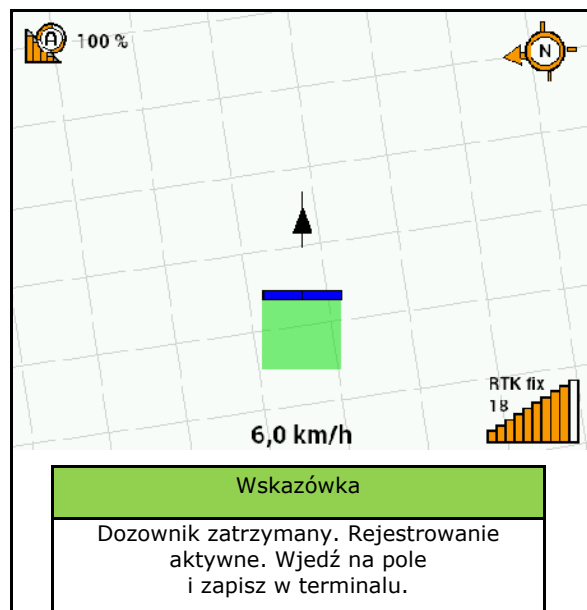 A 100 %
N
RTK fix
18
6,0 km/h
Wskazówka
Dozownik zatrzymany. Rejestrowanie
aktywne. Wjedź na pole
i zapisz w terminalu.